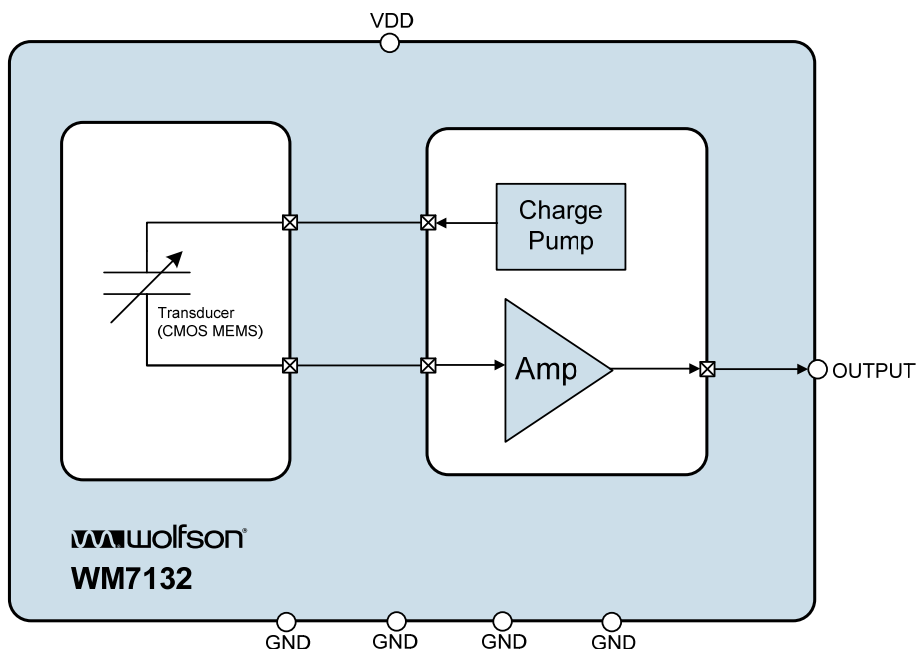 VDD
Charge
Pump
Transducer
(CMOS MEMS)
Amp
OUTPUT
wolfson®
WM7132
GND
GND
GND
GND